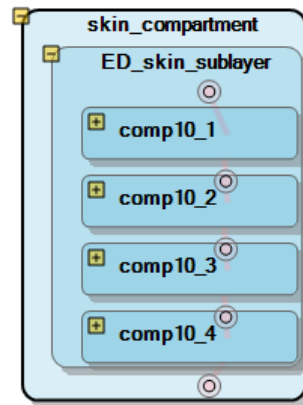 skin_compartment
ED_skin_sublayer
comp10_1
comp10_2
comp10_3
comp10_4